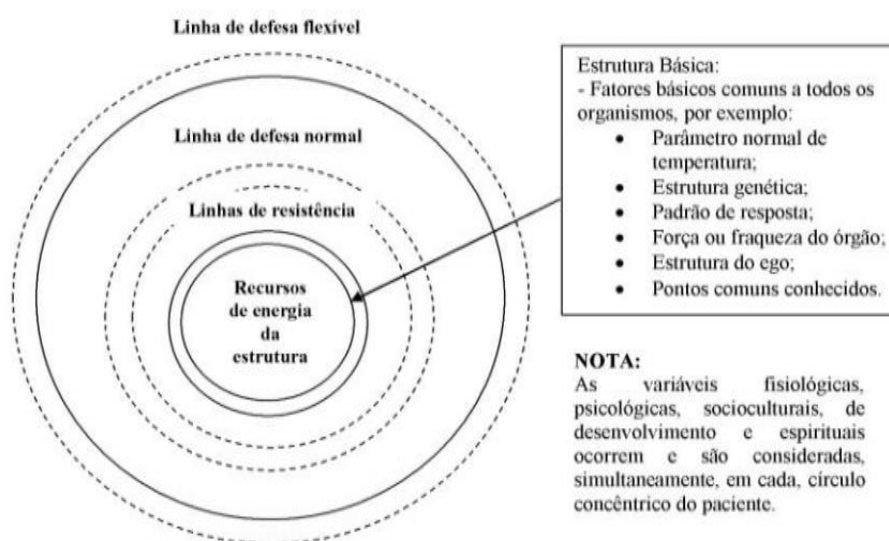 Linha de defesa flexível
Linha de defesa normal
Linhas de resistência
Recursos
de energia
da
estrutura
Estrutura Básica:
- Fatores básicos comuns a todos os
organismos, por exemplo:
• Parâmetro normal de
temperatura;
• Estrutura genética;
• Padrão de resposta;
• Força ou fraqueza do órgão;
• Estrutura do ego;
• Pontos comuns conhecidos.
NOTA:
As variáveis fisiológicas,
psicológicas, socioculturais, de
desenvolvimento e espirituais
ocorrem e são consideradas,
simultaneamente, em cada, círculo
concêntrico do paciente.